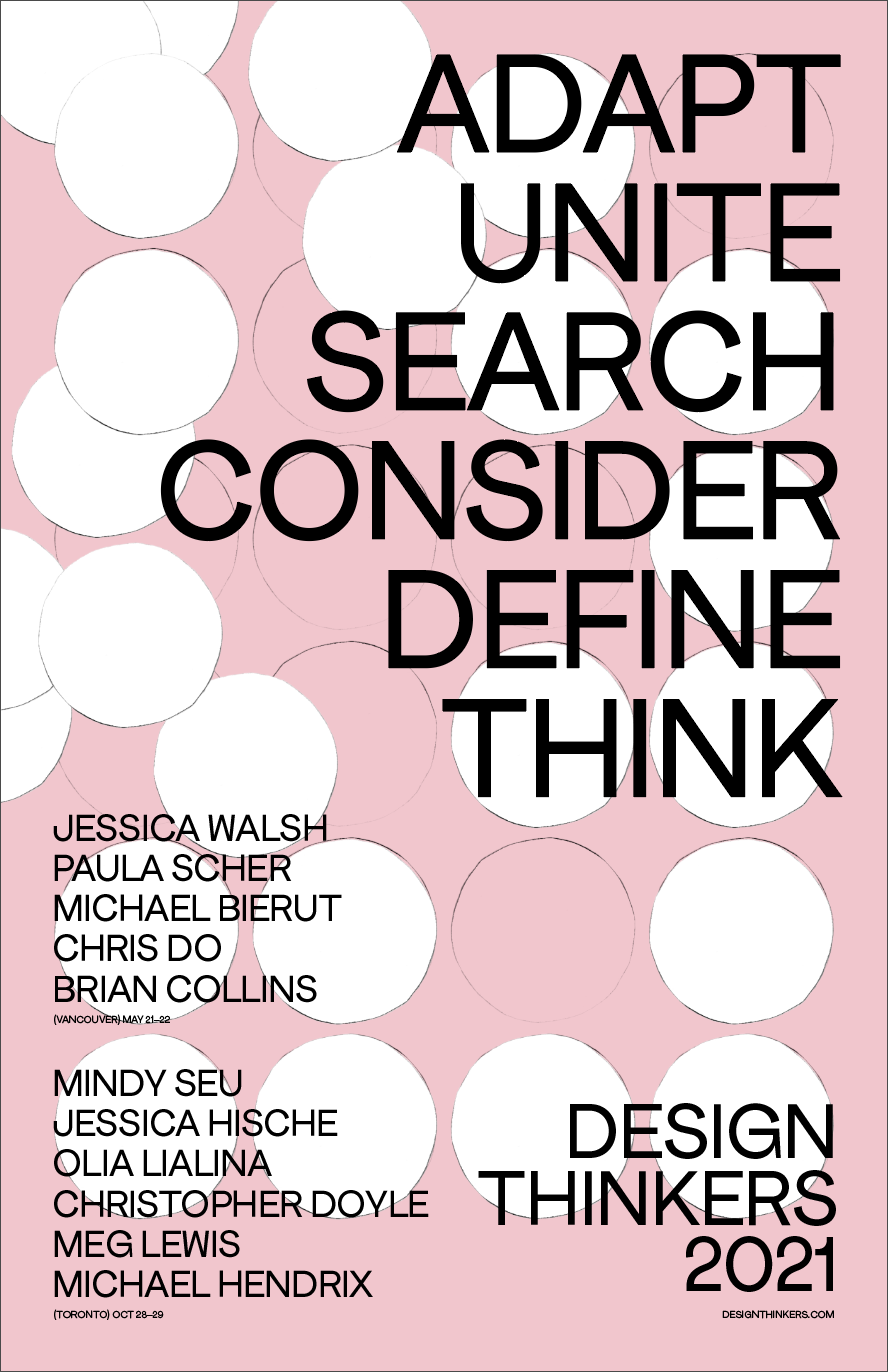 ADAPT
UNITE
SEARCH
CONSIDER
DEFINE
THINK
JESSICA WALSH
PAULA SCHER
MICHAEL BIERUT
CHRIS DO
BRIAN COLLINS
(VANCOUVER) MAY 21–22
MINDY SEU
JESSICA HISCHE
OLIA LIALINA
CHRISTOPHER DOYLE
MEG LEWIS
MICHAEL HENDRIX
(TORONTO) OCT 28–29
DESIGN
THINKERS
2021
DESIGNTHINKERS.COM